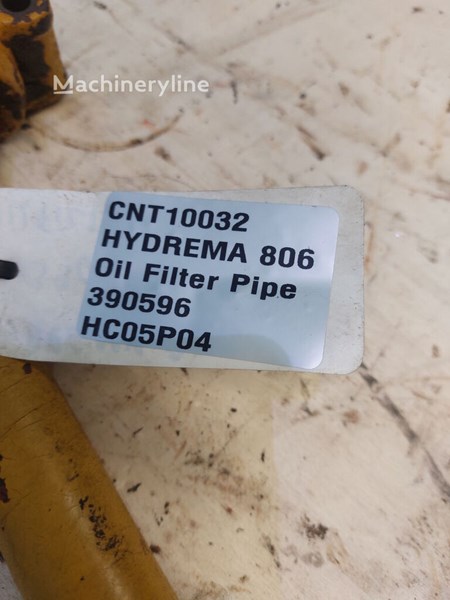 Machineryline
CNT10032
HYDREMA 806
Oil Filter Pipe
390596
HC05P04